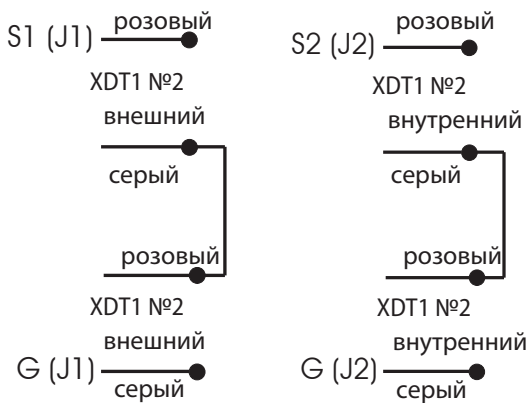 розовый
S1 (J1)
XDT1 №2
внешний
серый
розовый
XDT1 №2
внешний
G (J1)
серый
розовый
S2 (J2)
XDT1 №2
внутренний
серый
розовый
XDT1 №2
внутренний
G (J2)
серый